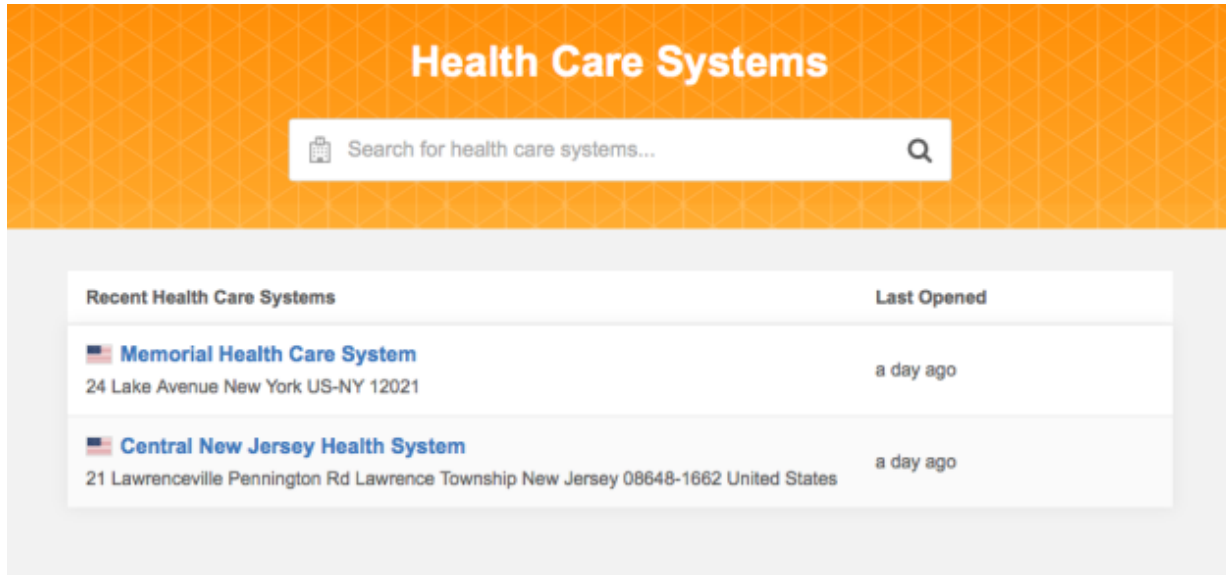 Health Care Systems
Search for health care systems...
Recent Health Care Systems Last Opened
Memorial Health Care System
24 Lake Avenue New York US-NY 12021
a day ago
Central New Jersey Health System
21 Lawrenceville Pennington Rd Lawrence Township New Jersey 08648-1662 United States
a day ago